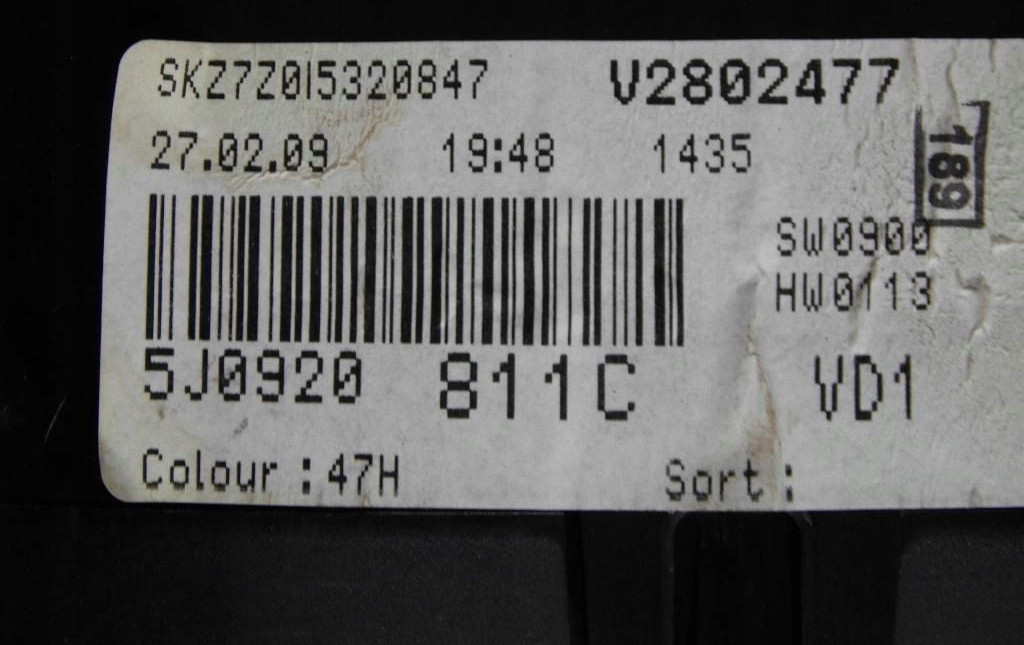 SKZ7Z0I5320847 V2802477
27.02.09 19:48 1435
189
SW0900
HW0113
5J0920 811C VD1
Colour : 47H Sort :